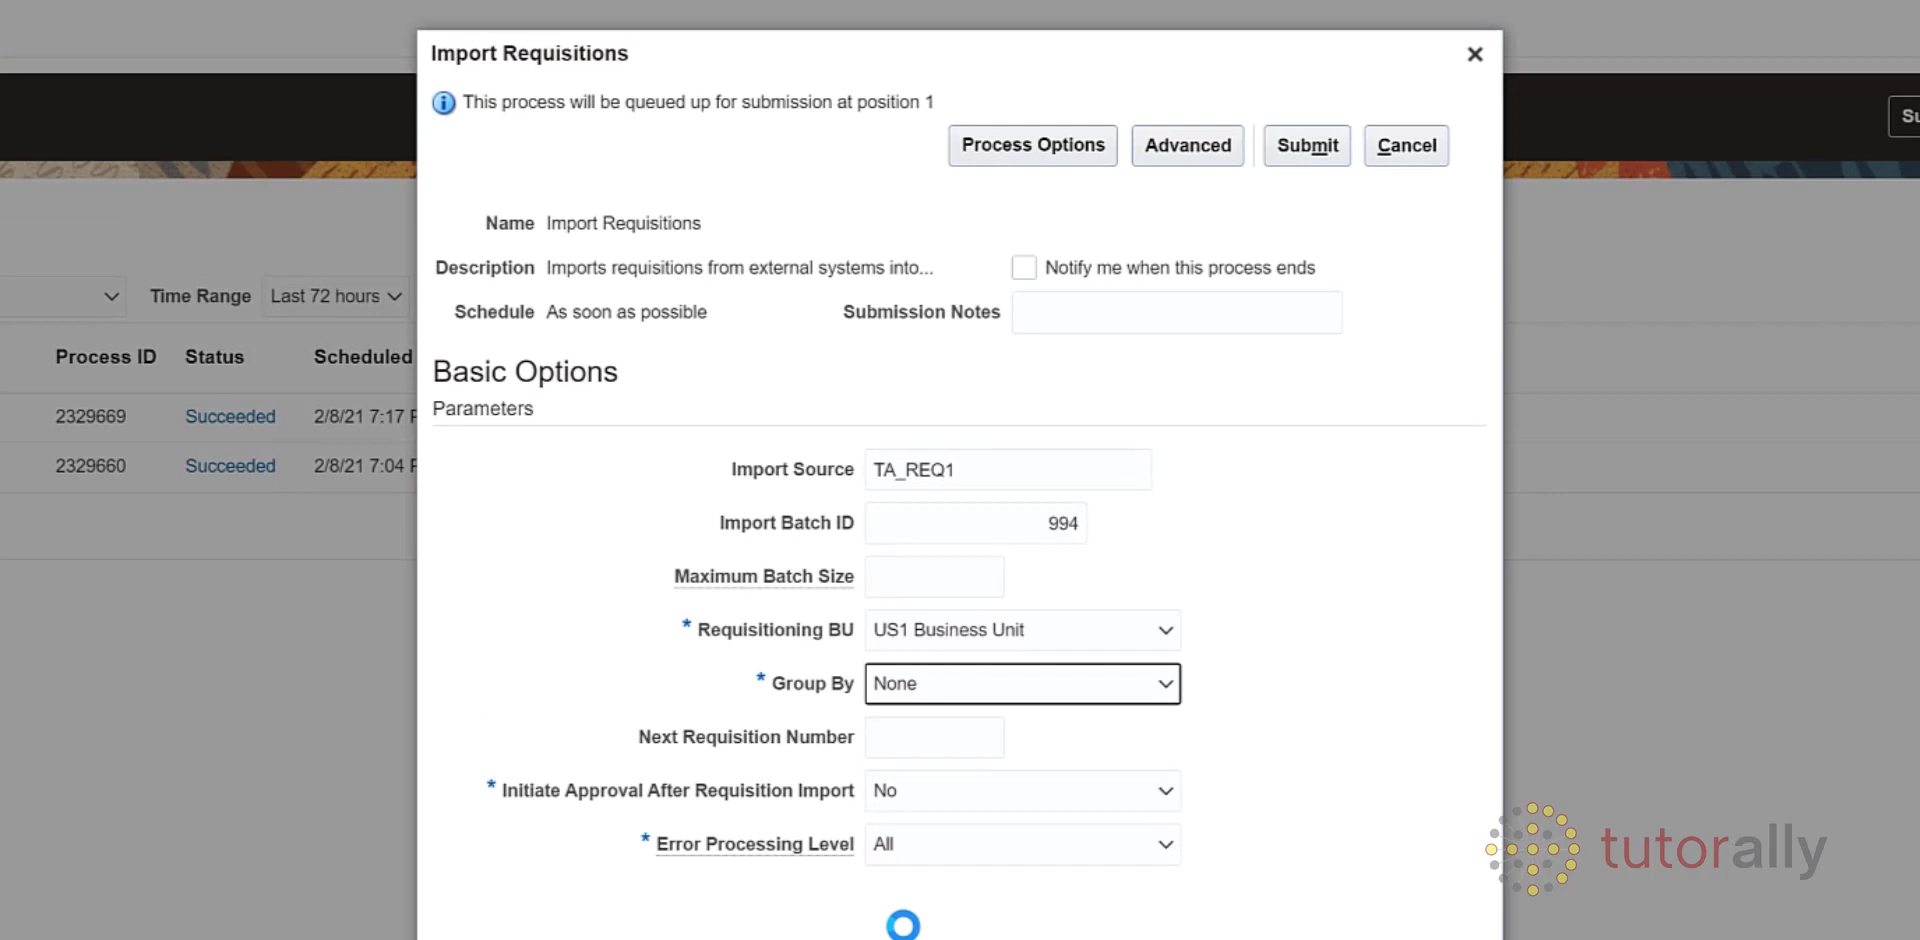 Import Requisitions
This process will be queued up for submission at position 1
Process Options Advanced Submit Cancel
Name Import Requisitions
Description Imports requisitions from external systems into... Notify me when this process ends
Schedule As soon as possible Submission Notes
Time Range Last 72 hours
Process ID Status Scheduled
2329669 Succeeded 2/8/21 7:17
2329660 Succeeded 2/8/21 7:04
Basic Options
Parameters
Import Source TA_REQ1
Import Batch ID 994
Maximum Batch Size
* Requisitioning BU US1 Business Unit
* Group By None
Next Requisition Number
* Initiate Approval After Requisition Import No
* Error Processing Level All
tutorally